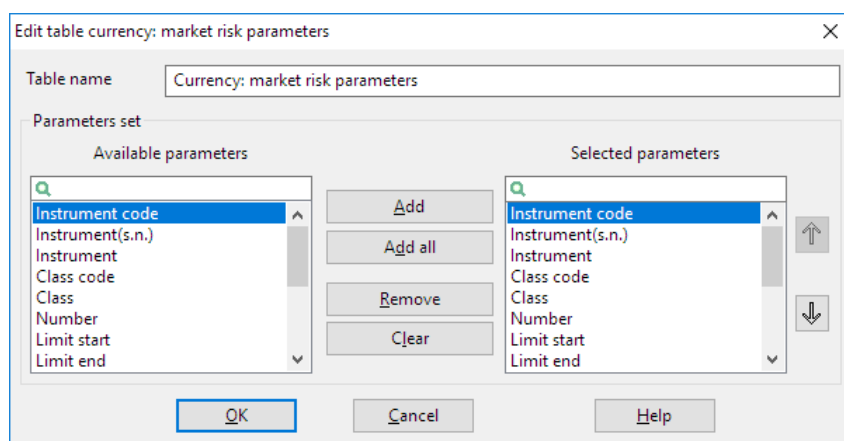 Edit table currency: market risk parameters
Table name
Currency: market risk parameters
Parameters set
Available parameters
Selected parameters
Instrument code
Instrument(s.n.)
Instrument
Class code
Class
Number
Limit start
Limit end
Add
Add all
Remove
Clear
Instrument code
Instrument(s.n.)
Instrument
Class code
Class
Number
Limit start
Limit end
OK
Cancel
Help